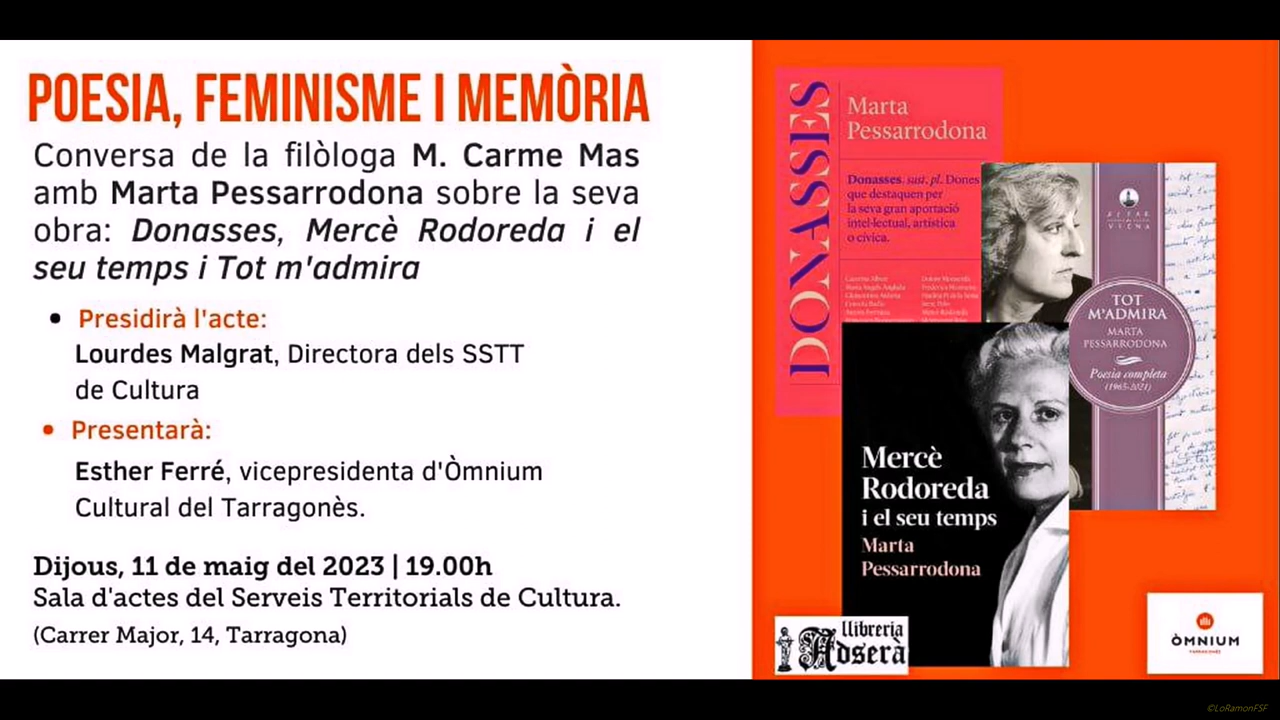 POESIA, FEMINISME I MEMÒRIA
Conversa de la filòloga M. Carme Mas
amb Marta Pessarrodona sobre la seva
obra: Donasses, Mercè Rodoreda i el
seu temps i Tot m'admira
Presidirà l'acte:
Lourdes Malgrat, Directora dels SSTT
de Cultura
Presentarà:
Esther Ferré, vicepresidenta d'Òmnium
Cultural del Tarragonès.
Dijous, 11 de maig del 2023 | 19.00h
Sala d'actes del Serveis Territorials de Cultura.
(Carrer Major, 14, Tarragona)
DONASSES
Marta
Pessarrodona
Donasses. sust. pl. Dones
que destaquen per
la seva gran aportació
intel·lectual, artística
o cívica.
TOT
M'ADMIRA
MARTA
PESSARRODONA
Poesia completa
(1965-2021)
Mercè
Rodoreda
i el seu temps
Marta
Pessarrodona
llibreria
Adserà
ÒMNIUM
TARRAGONÈS
©LoRamonFSF